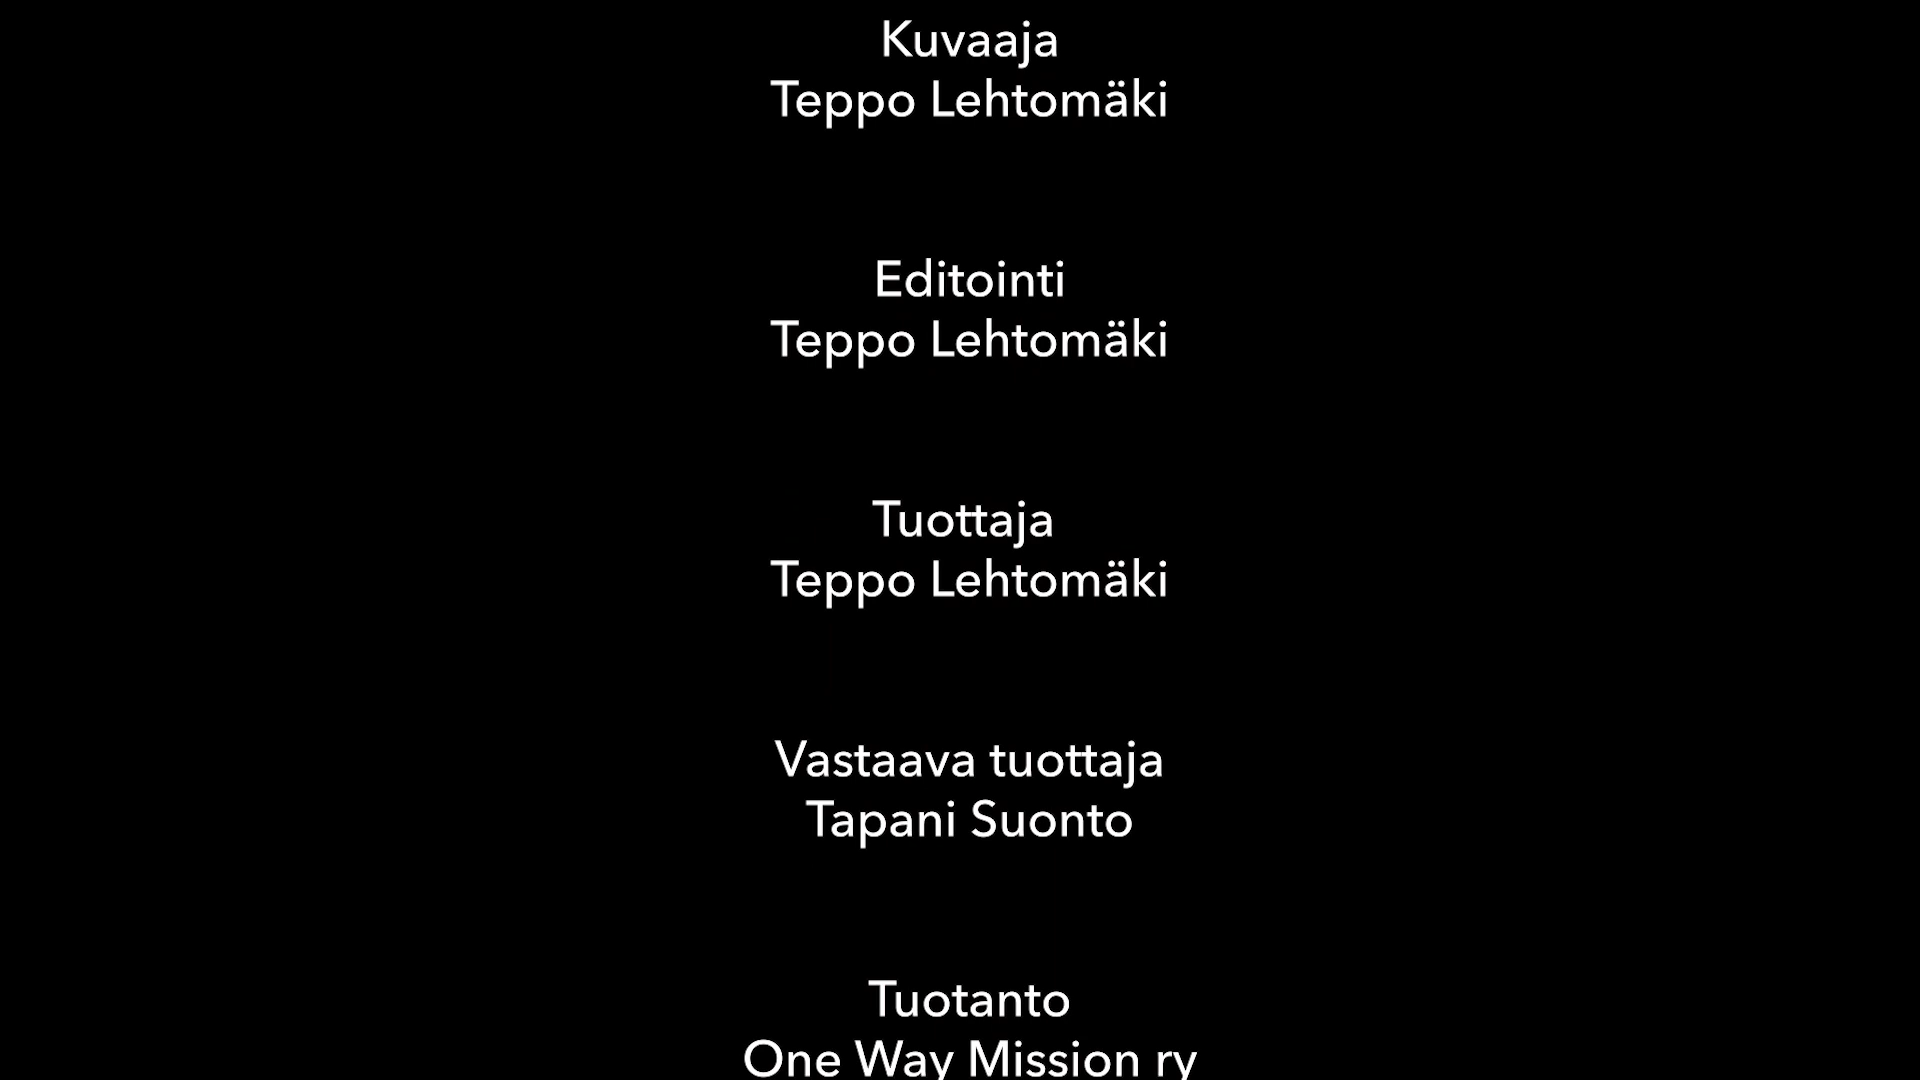 Kuvaaja
Teppo Lehtomäki
Editointi
Teppo Lehtomäki
Tuottaja
Teppo Lehtomäki
Vastaava tuottaja
Tapani Suonto
Tuotanto
One Way Mission ry